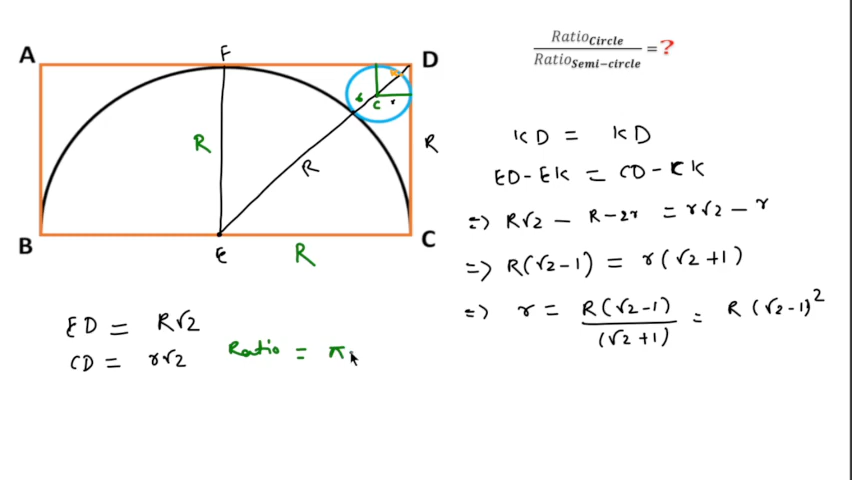 A
F
D
B
E
C
R
R
R
R
6
C
r
Ratio_Circle / Ratio_Semi-circle = ?
KD = KD
ED - EK = CD - CK
=> R√2 - R - 2r = r√2 - r
=> R(√2 - 1) = r(√2 + 1)
=> r = R(√2 - 1) / (√2 + 1) = R(√2 - 1)²
ED = R√2
CD = r√2
Ratio = π